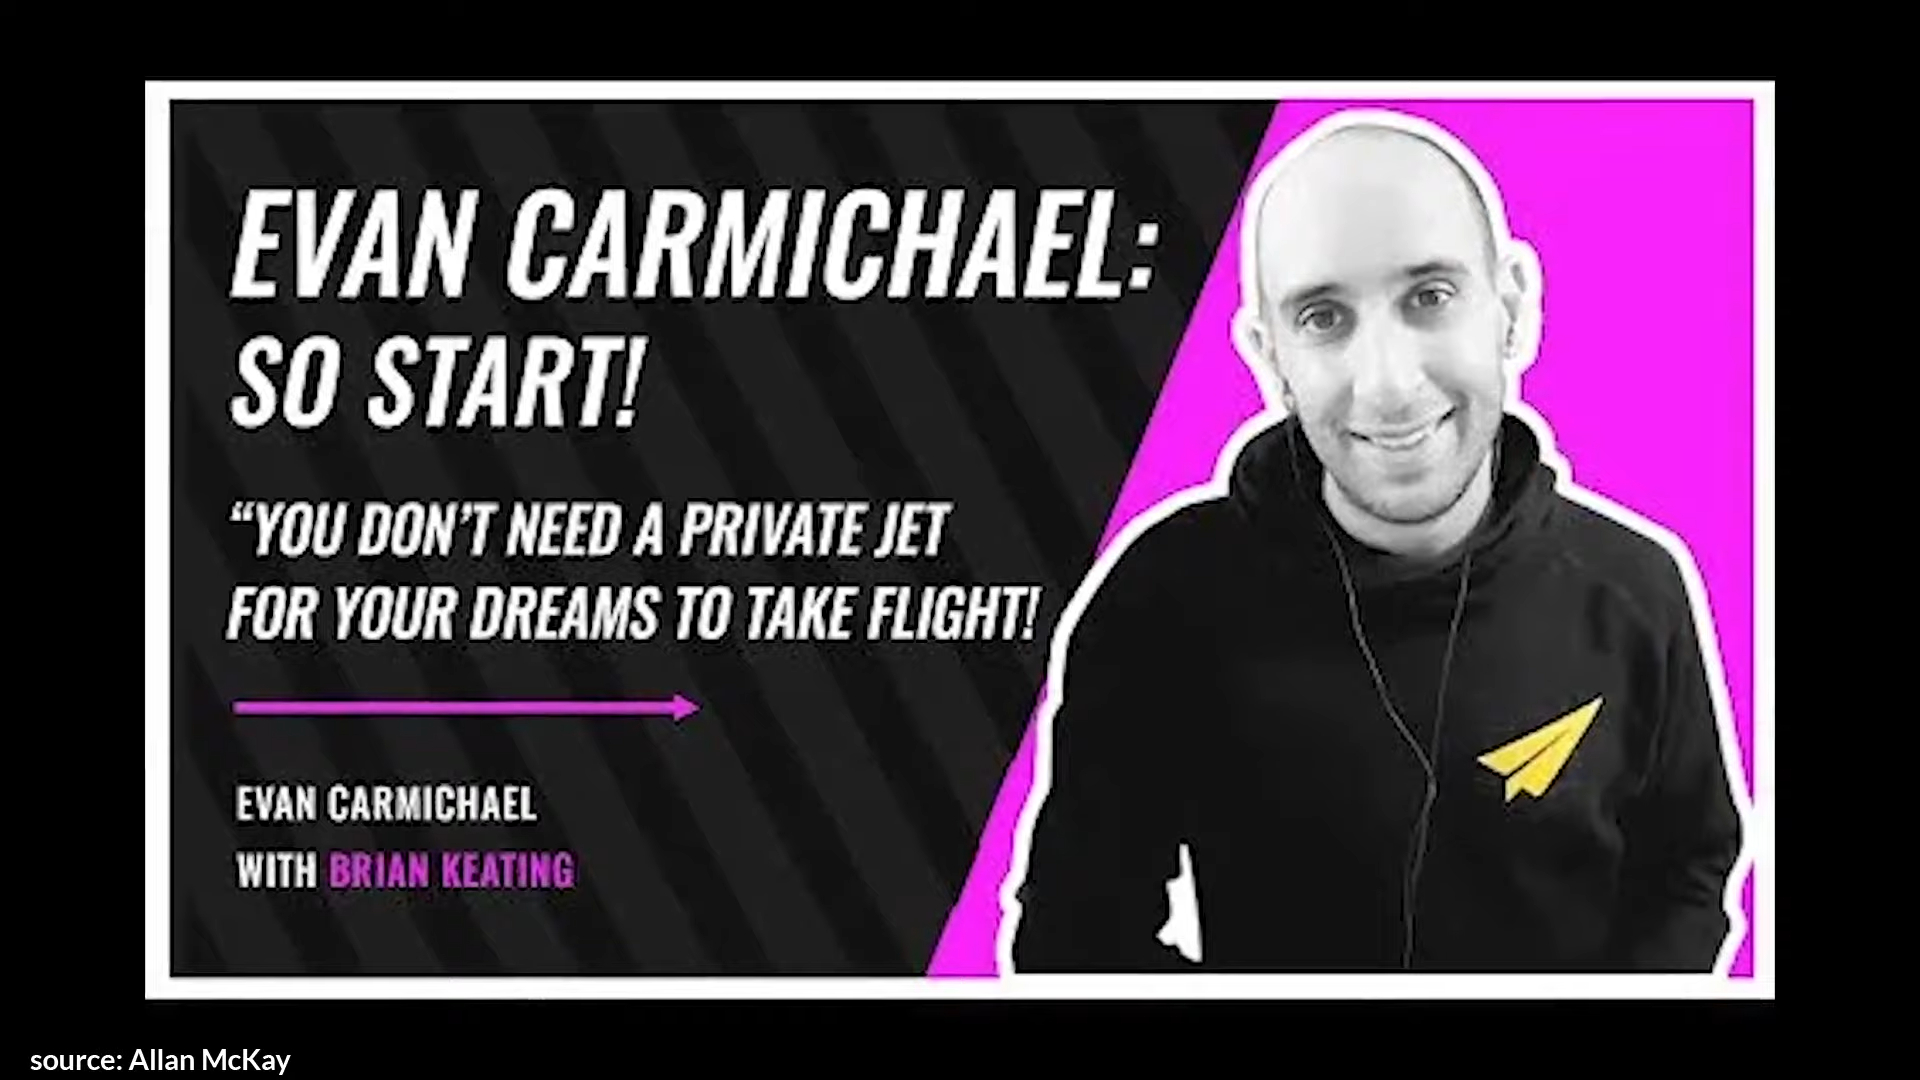 EVAN CARMICHAEL:
SO START!
“YOU DON’T NEED A PRIVATE JET
FOR YOUR DREAMS TO TAKE FLIGHT!
EVAN CARMICHAEL
WITH BRIAN KEATING
source: Allan McKay